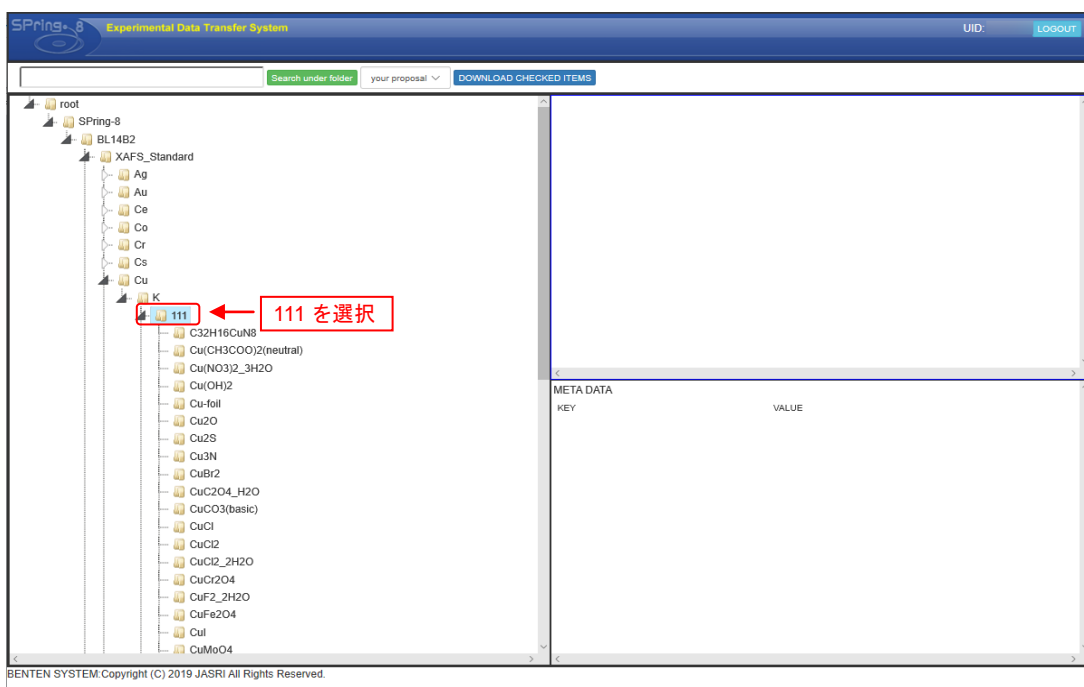 SPring-8
Experimental Data Transfer System
UID:
LOGOUT
Search under folder
your proposal
DOWNLOAD CHECKED ITEMS
root
SPring-8
BL14B2
XAFS_Standard
Ag
Au
Ce
Co
Cr
Cs
Cu
K
111
111 を選択
C32H16CuN8
Cu(CH3COO)2(neutral)
Cu(NO3)2_3H2O
Cu(OH)2
Cu-foil
Cu2O
Cu2S
Cu3N
CuBr2
CuC2O4_H2O
CuCO3(basic)
CuCl
CuCl2
CuCl2_2H2O
CuCr2O4
CuF2_2H2O
CuFe2O4
CuI
CuMoO4
META DATA
KEY VALUE
BENTEN SYSTEM:Copyright (C) 2019 JASRI All Rights Reserved.